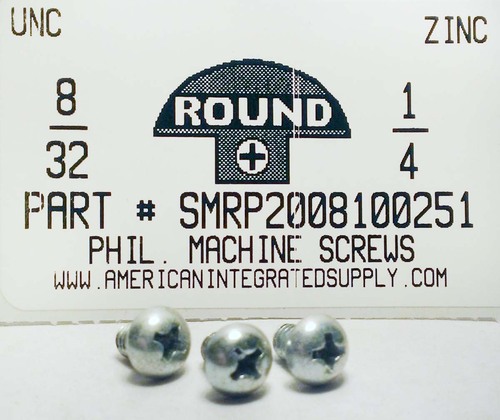 UNC
ZINC
8
32
ROUND
1
4
PART # SMRP2008100251
PHIL. MACHINE SCREWS
WWW.AMERICANINTEGRATEDSUPPLY.COM